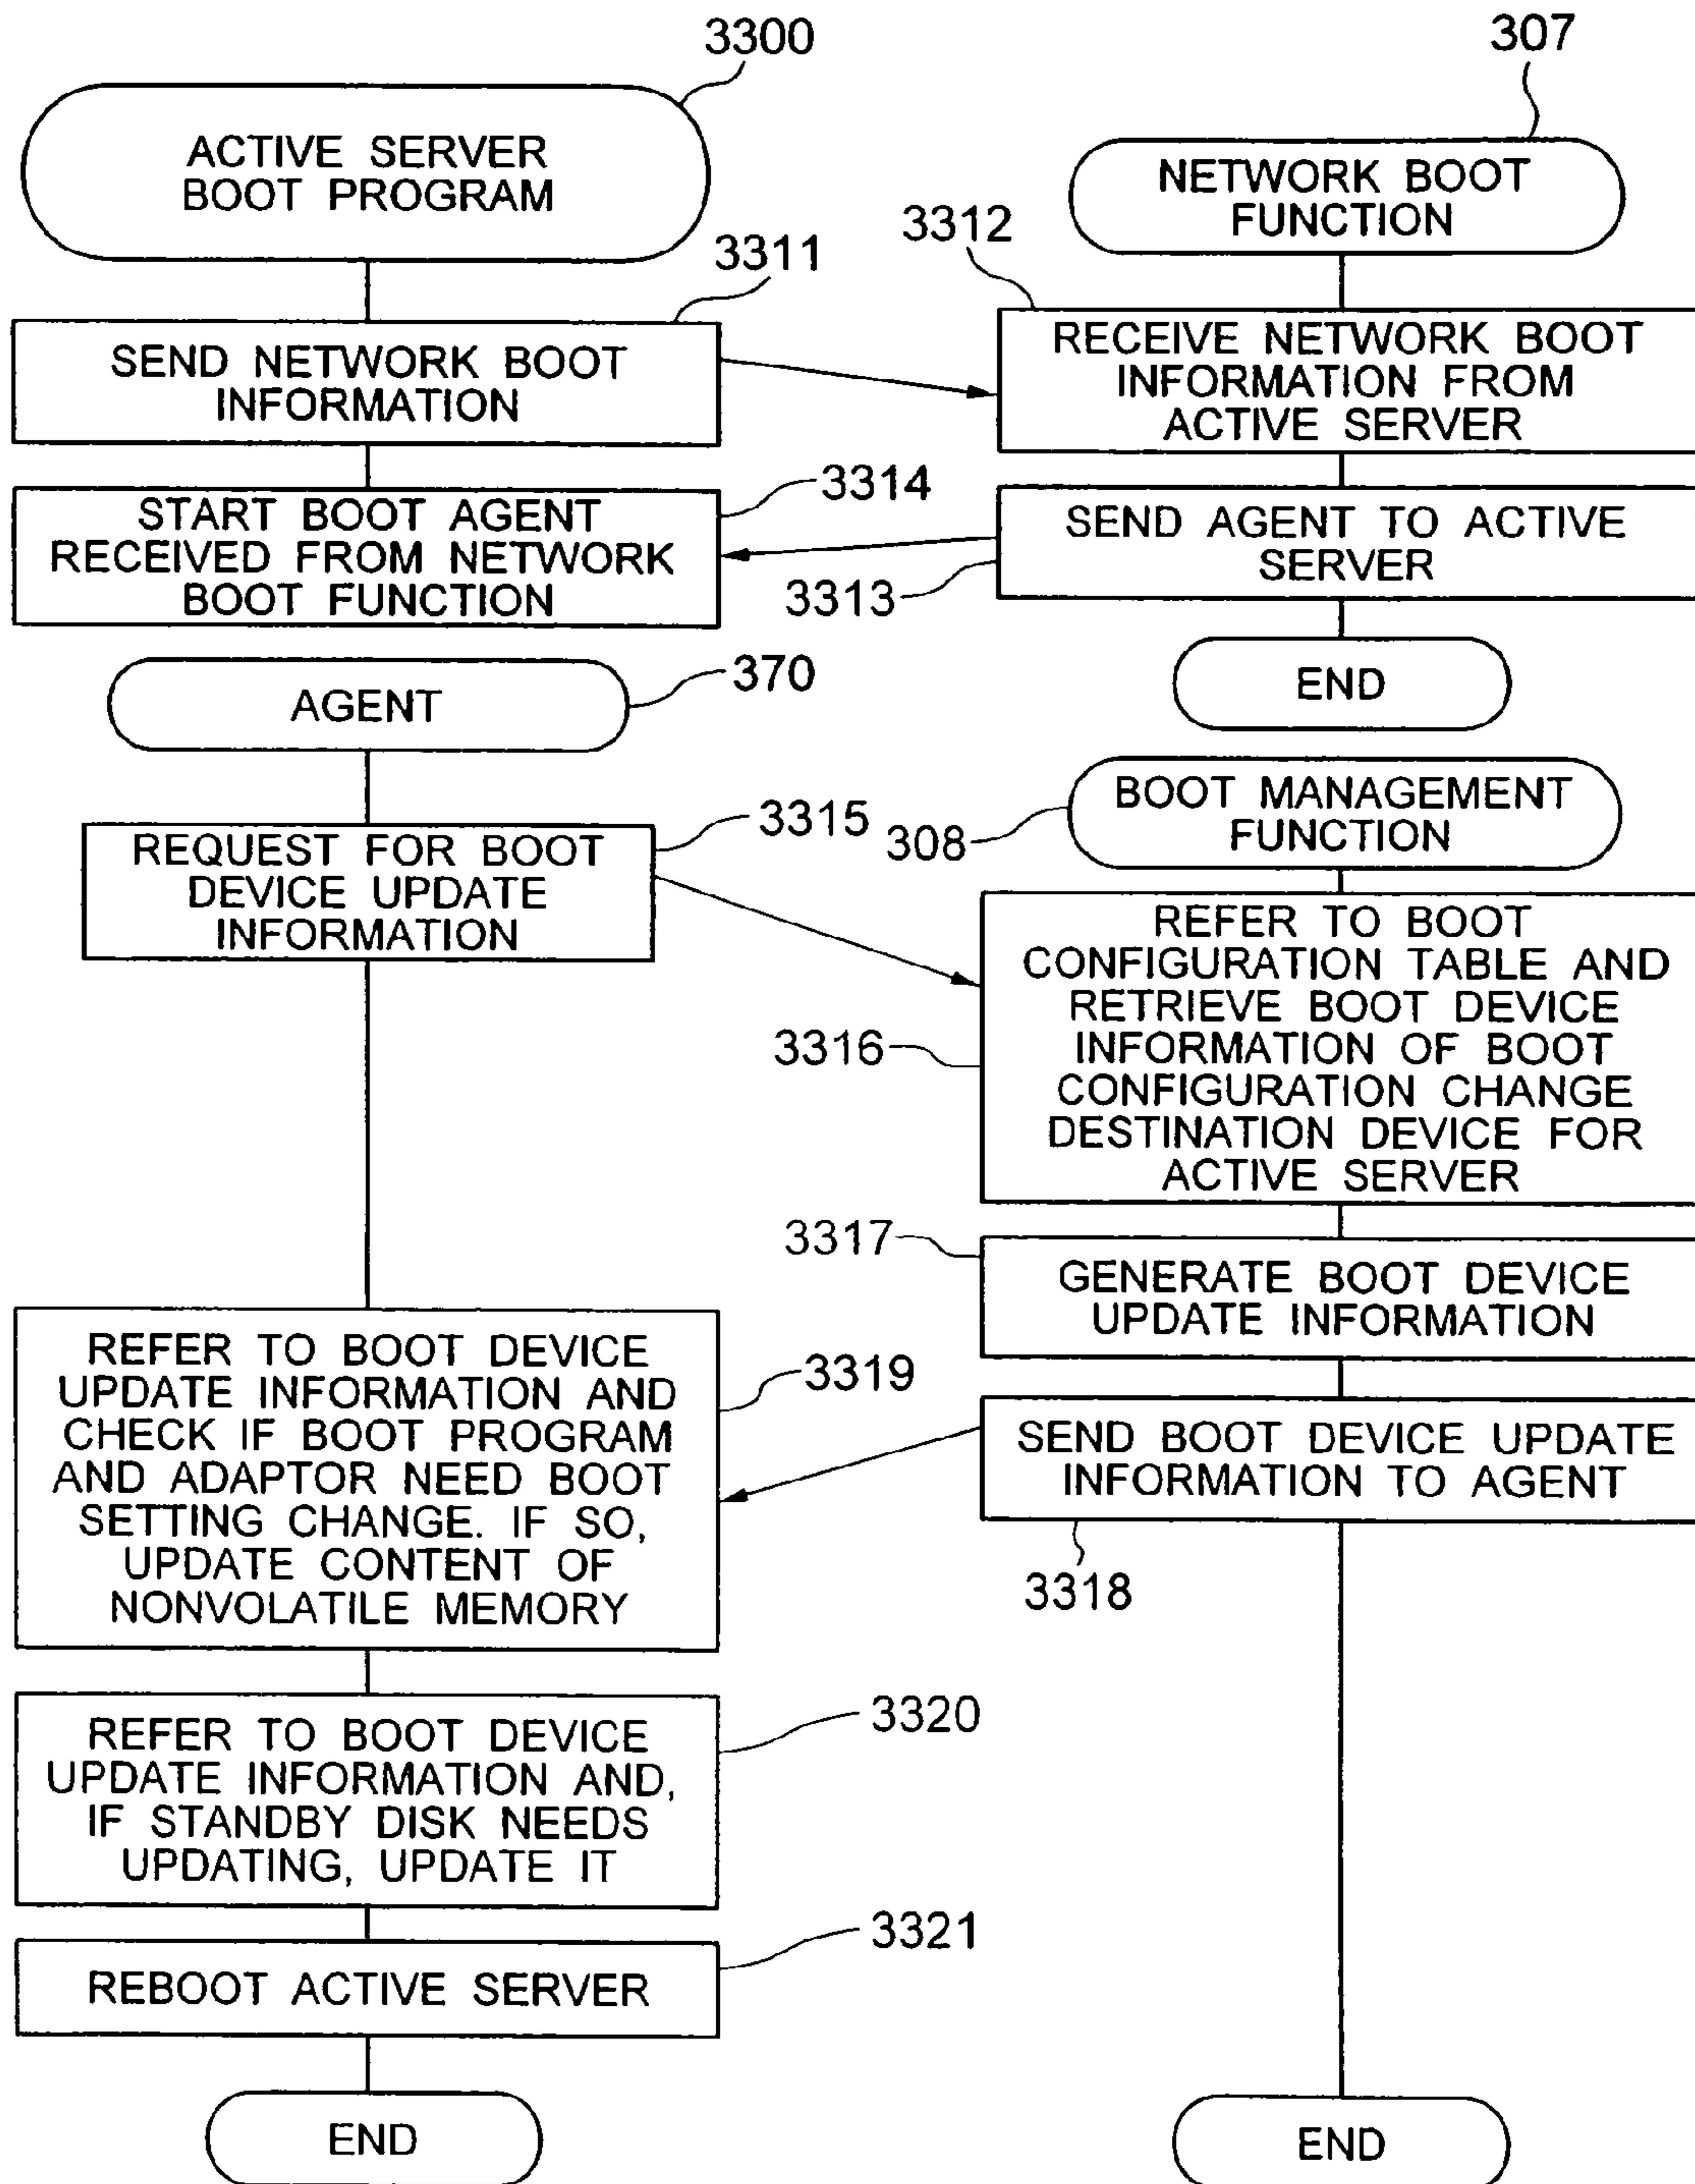 3300
ACTIVE SERVER
BOOT PROGRAM
307
NETWORK BOOT
FUNCTION
3311
SEND NETWORK BOOT
INFORMATION
3312
RECEIVE NETWORK BOOT
INFORMATION FROM
ACTIVE SERVER
3314
START BOOT AGENT
RECEIVED FROM NETWORK
BOOT FUNCTION
3313
SEND AGENT TO ACTIVE
SERVER
END
370
AGENT
308
BOOT MANAGEMENT
FUNCTION
3315
REQUEST FOR BOOT
DEVICE UPDATE
INFORMATION
3316
REFER TO BOOT
CONFIGURATION TABLE AND
RETRIEVE BOOT DEVICE
INFORMATION OF BOOT
CONFIGURATION CHANGE
DESTINATION DEVICE FOR
ACTIVE SERVER
3317
GENERATE BOOT DEVICE
UPDATE INFORMATION
3319
REFER TO BOOT DEVICE
UPDATE INFORMATION AND
CHECK IF BOOT PROGRAM
AND ADAPTOR NEED BOOT
SETTING CHANGE. IF SO,
UPDATE CONTENT OF
NONVOLATILE MEMORY
SEND BOOT DEVICE UPDATE
INFORMATION TO AGENT
3318
3320
REFER TO BOOT DEVICE
UPDATE INFORMATION AND,
IF STANDBY DISK NEEDS
UPDATING, UPDATE IT
3321
REBOOT ACTIVE SERVER
END
END